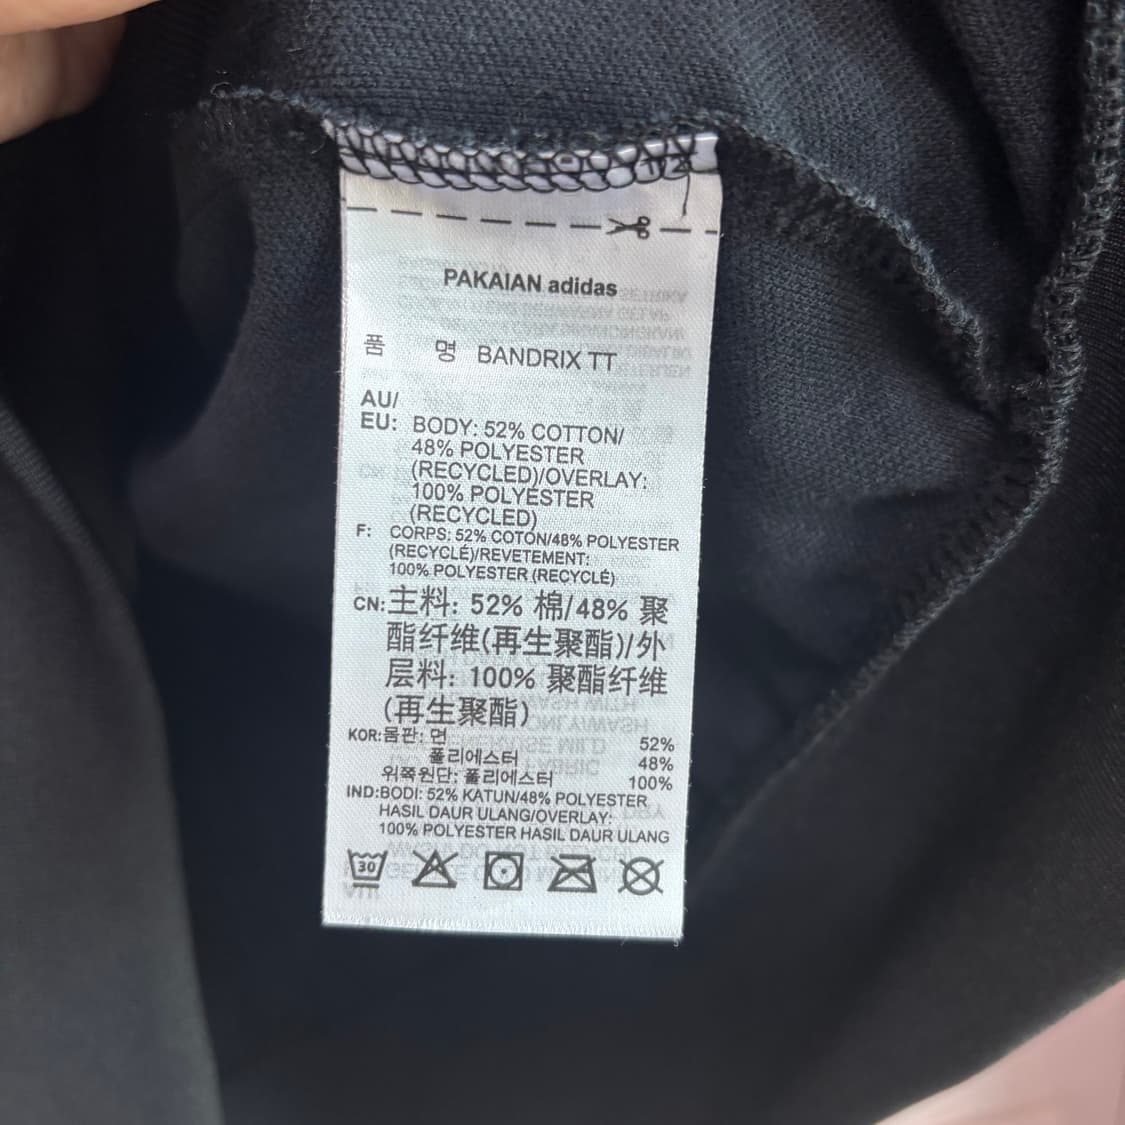 PAKAIAN adidas
품 명 BANDRIX TT
AU/
EU: BODY: 52% COTTON/
48% POLYESTER
(RECYCLED)/OVERLAY:
100% POLYESTER
(RECYCLED)
F: CORPS: 52% COTON/48% POLYESTER
(RECYCLÉ)/REVETEMENT:
100% POLYESTER (RECYCLÉ)
CN: 主料: 52% 棉/48% 聚
酯纤维(再生聚酯)/外
层料: 100% 聚酯纤维
(再生聚酯)
KOR: 몸판: 면 52%
폴리에스터 48%
위쪽원단: 폴리에스터 100%
IND: BODI: 52% KATUN/48% POLYESTER
HASIL DAUR ULANG/OVERLAY:
100% POLYESTER HASIL DAUR ULANG
30